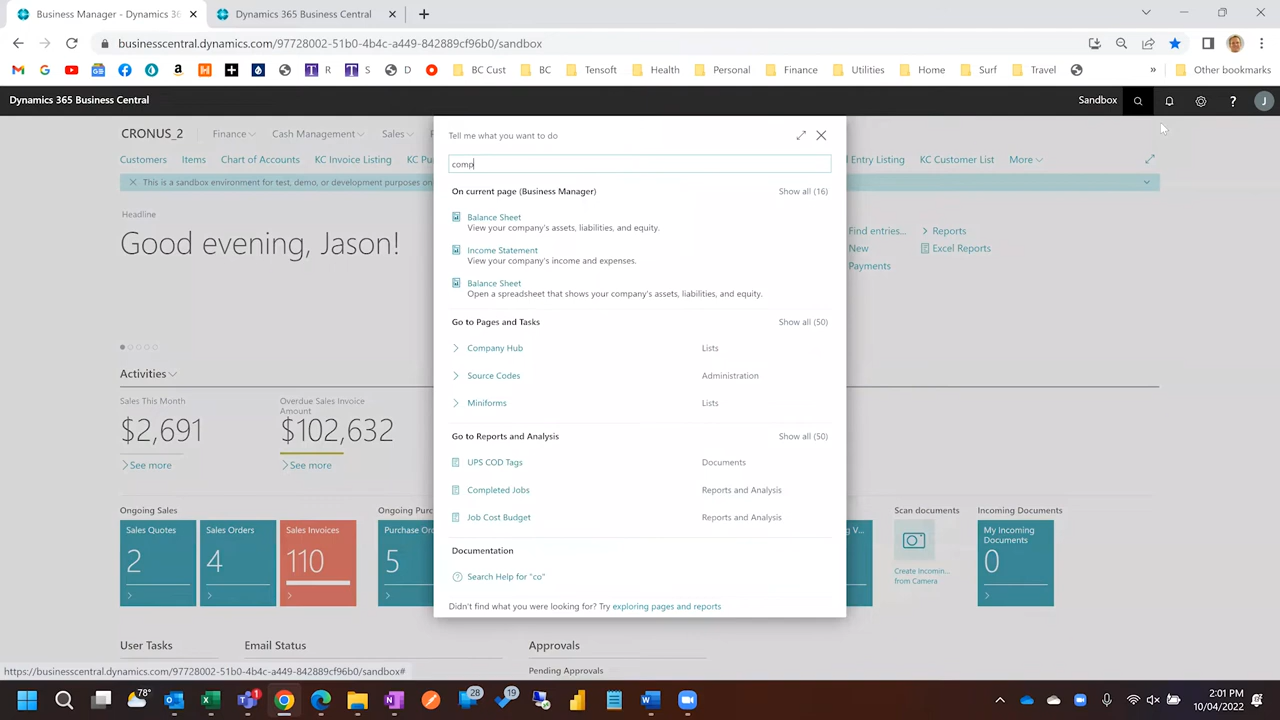 Business Manager - Dynamics 36
Dynamics 365 Business Central
businesscentral.dynamics.com/97728002-51b0-4b4c-a449-842889cf96b0/sandbox
R
S
D
BC Cust
BC
Tensoft
Health
Personal
Finance
Utilities
Home
Surf
Travel
»
Other bookmarks
Dynamics 365 Business Central
Sandbox
?
J
CRONUS_2
Finance
Cash Management
Sales
Customers
Items
Chart of Accounts
KC Invoice Listing
KC Pu
Entry Listing
KC Customer List
More
This is a sandbox environment for test, demo, or development purposes on
Headline
Good evening, Jason!
Find entries...
New
Payments
Reports
Excel Reports
Tell me what you want to do
comp
On current page (Business Manager)
Show all (16)
Balance Sheet
View your company's assets, liabilities, and equity.
Income Statement
View your company's income and expenses.
Balance Sheet
Open a spreadsheet that shows your company's assets, liabilities, and equity.
Go to Pages and Tasks
Show all (50)
Company Hub
Lists
Source Codes
Administration
Miniforms
Lists
Go to Reports and Analysis
Show all (50)
UPS COD Tags
Documents
Completed Jobs
Reports and Analysis
Job Cost Budget
Reports and Analysis
Documentation
Search Help for "co"
Didn't find what you were looking for? Try exploring pages and reports
Activities
Sales This Month
$2,691
See more
Overdue Sales Invoice
Amount
$102,632
See more
Ongoing Sales
Sales Quotes
2
Sales Orders
4
Sales Invoices
110
Ongoing Purc
Purchase Or
5
g V...
Scan documents
Create Incomin...
from Camera
Incoming Documents
My Incoming
Documents
0
User Tasks
Email Status
Approvals
Pending Approvals
https://businesscentral.dynamics.com/97728002-51b0-4b4c-a449-842889cf96b0/sandbox#
78°
1
28
19
2:01 PM
10/04/2022